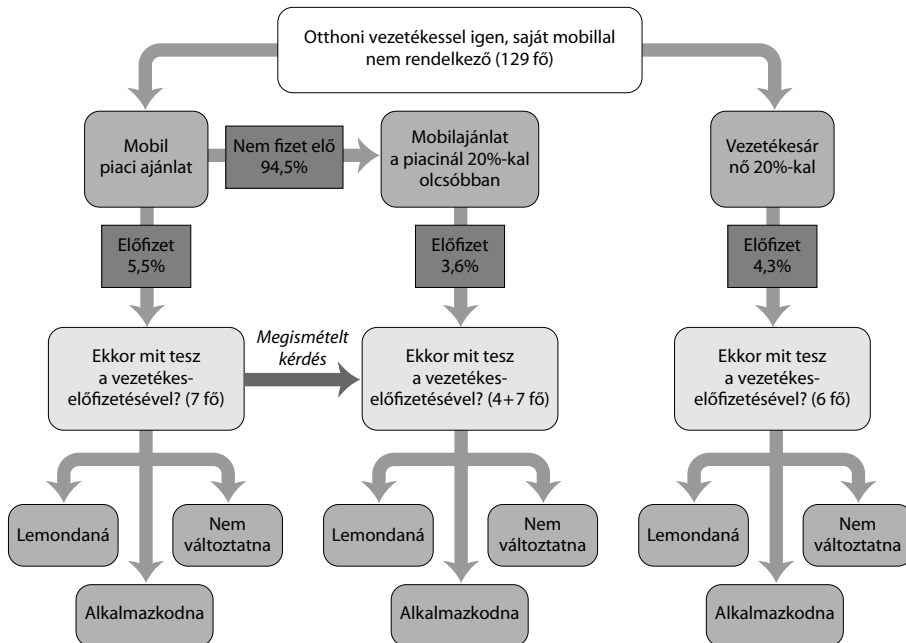 Otthoni vezetékessel igen, saját mobillal
nem rendelkező (129 fő)
Mobil
piaci ajánlat
Nem fizet elő
94,5%
Mobilajánlat
a piacinál 20%-kal
olcsóbban
Vezetékesár
nő 20%-kal
Előfizet
5,5%
Előfizet
3,6%
Előfizet
4,3%
Ekkor mit tesz
a vezetékes-
előfizetésével? (7 fő)
Megismételt
kérdés
Ekkor mit tesz
a vezetékes-
előfizetésével? (4+7 fő)
Ekkor mit tesz
a vezetékes-
előfizetésével? (6 fő)
Lemondaná
Nem
változtatna
Lemondaná
Nem
változtatna
Lemondaná
Nem
változtatna
Alkalmazkodna
Alkalmazkodna
Alkalmazkodna